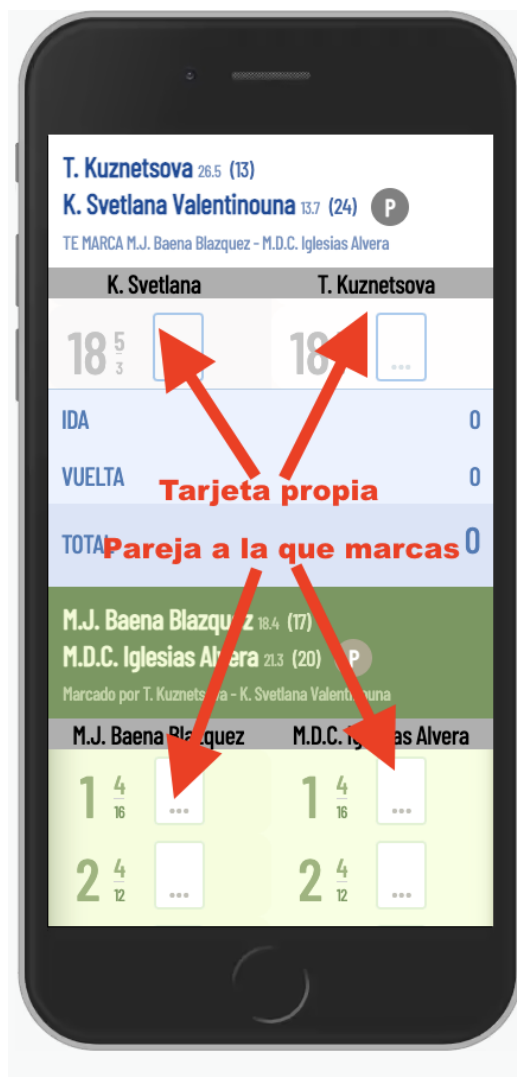 T. Kuznetsova 26.5 (13)
K. Svetlana Valentinouna 13.7 (24) P
TE MARCA M.J. Baena Blazquez - M.D.C. Iglesias Alvera
K. Svetlana T. Kuznetsova
18 5 3 18 ...
IDA 0
VUELTA 0
Tarjeta propia
TOTAL 0
Pareja a la que marcas
M.J. Baena Blazquez 18.4 (17)
M.D.C. Iglesias Alvera 21.3 (20) P
Marcado por T. Kuznetsova - K. Svetlana Valentinouna
M.J. Baena Blazquez M.D.C. Iglesias Alvera
1 4 16 ... 1 4 16 ...
2 4 12 ... 2 4 12 ...